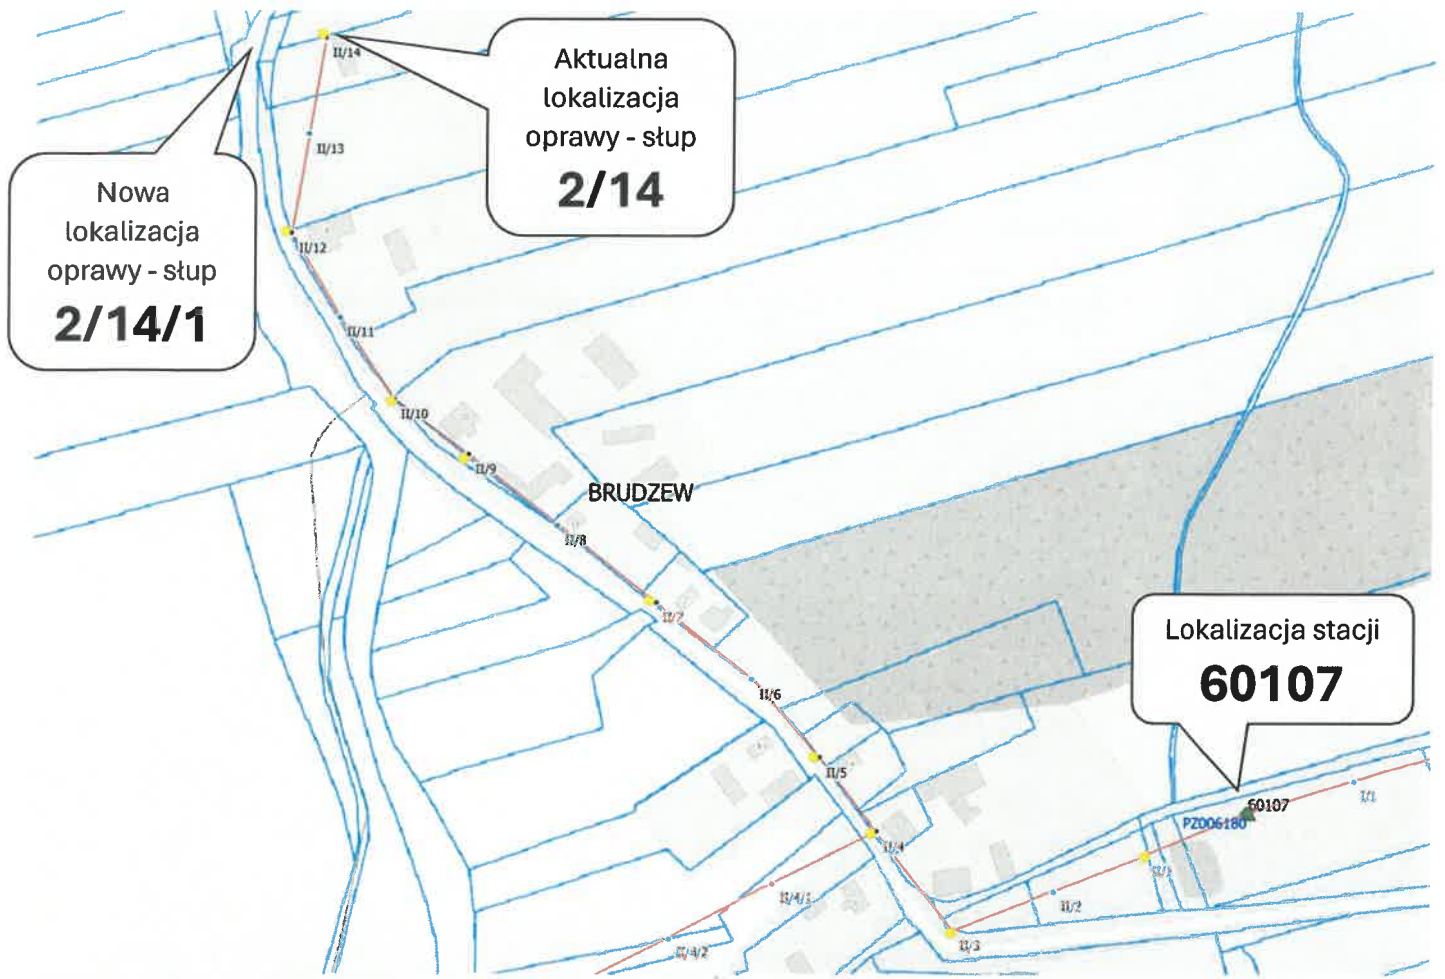 II/14
Aktualna
lokalizacja
oprawy - słup
2/14
II/13
Nowa
lokalizacja
oprawy - słup
2/14/1
II/12
II/11
II/10
II/9
BRUDZEW
II/8
II/7
Lokalizacja stacji
60107
II/6
II/5
I/1
60107
PZ006180
II/4
II/1
II/4/1
II/2
II/3
II/4/2